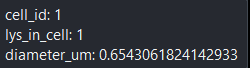 cell_id: 1
lys_in_cell: 1
diameter_um: 0.6543061824142933